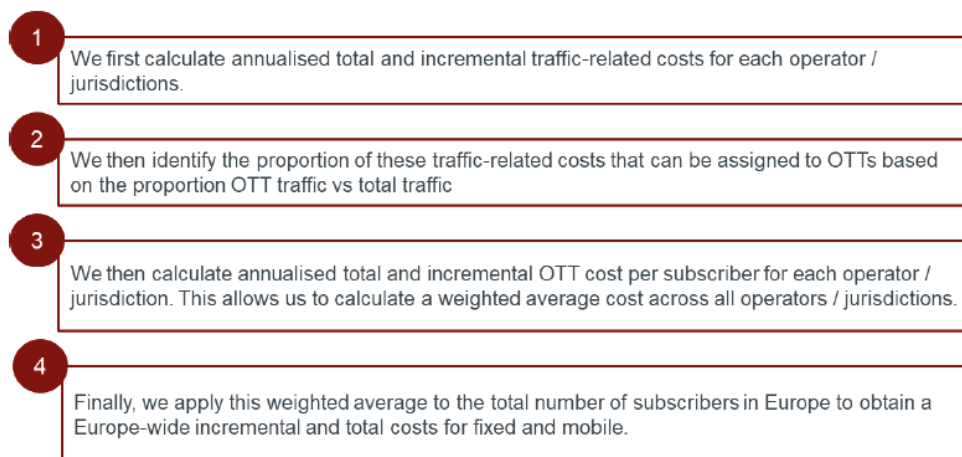 1
We first calculate annualised total and incremental traffic-related costs for each operator /
jurisdictions.
2
We then identify the proportion of these traffic-related costs that can be assigned to OTTs based
on the proportion OTT traffic vs total traffic
3
We then calculate annualised total and incremental OTT cost per subscriber for each operator /
jurisdiction. This allows us to calculate a weighted average cost across all operators / jurisdictions.
4
Finally, we apply this weighted average to the total number of subscribers in Europe to obtain a
Europe-wide incremental and total costs for fixed and mobile.